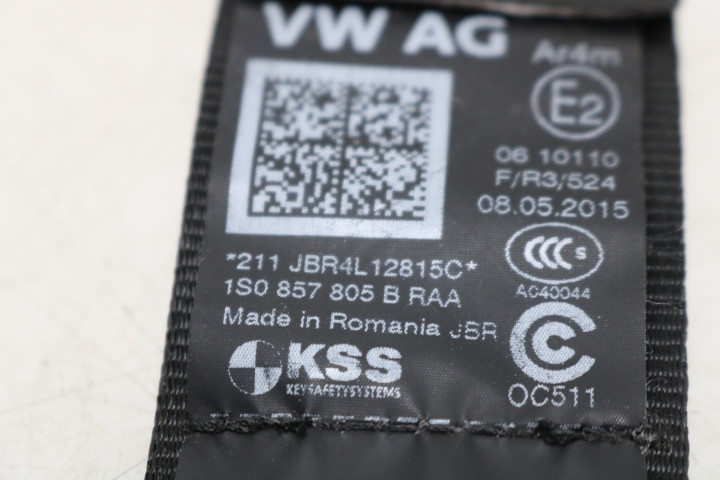 VW AG
Ar4m
E2
06 10110
F/R3/524
08.05.2015
CCC S
A040044
*211 JBR4L12815C*
1S0 857 805 B RAA
Made in Romania JBR
KSS
KEYSAFETYSYSTEMS
C
OC511